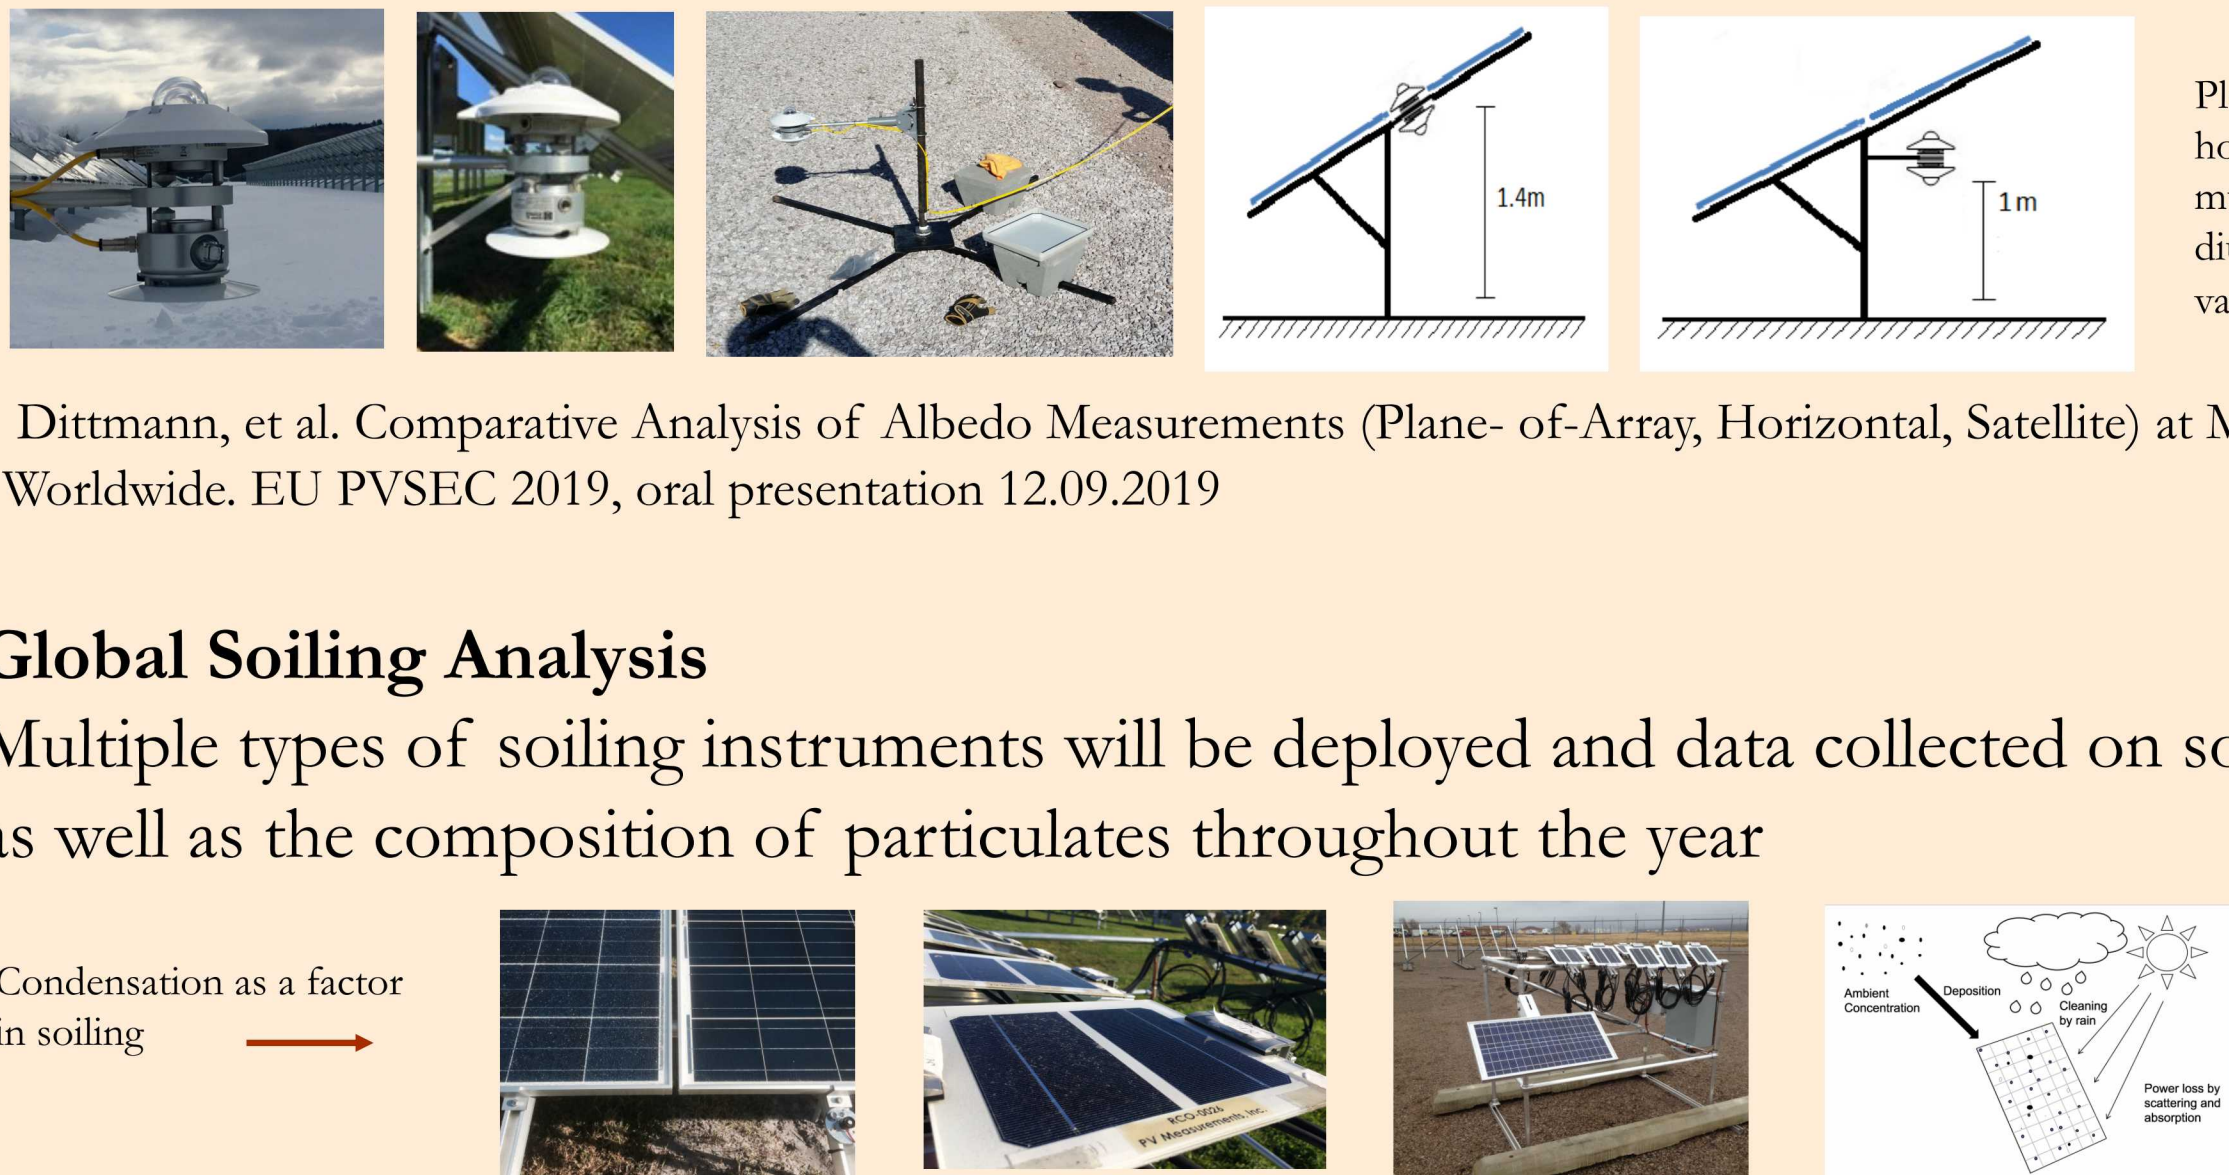 1.4m
1m
Dittmann, et al. Comparative Analysis of Albedo Measurements (Plane- of-Array, Horizontal, Satellite) at
Worldwide. EU PVSEC 2019, oral presentation 12.09.2019
Global Soiling Analysis
Multiple types of soiling instruments will be deployed and data collected on
as well as the composition of particulates throughout the year
Condensation as a factor
in soiling
RCO-0026
PV Measurements, Inc.
Ambient
Concentration
Deposition
Cleaning
by rain
Power loss by
scattering and
absorption